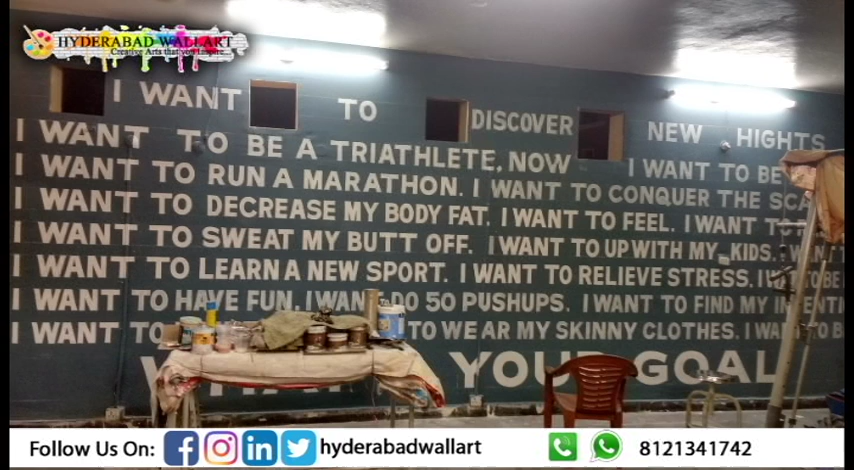 HYDERABAD WALLART
Creative Arts that you Inspire
I WANT TO DISCOVER NEW HIGHTS
I WANT TO BE A TRIATHLETE, NOW I WANT TO BE
I WANT TO RUN A MARATHON. I WANT TO CONQUER THE
I WANT TO DECREASE MY BODY FAT. I WANT TO FEEL. I WANT
I WANT TO SWEAT MY BUTT OFF. I WANT TO UP WITH MY KIDS.
I WANT TO LEARN A NEW SPORT. I WANT TO RELIEVE STRESS.
I WANT TO HAVE FUN. I WANT DO 50 PUSHUPS. I WANT TO FIND MY
I WANT TO TO WEAR MY SKINNY CLOTHES. I WANT TO
YOUR GOAL
Follow Us On: hyderabadwallart 8121341742